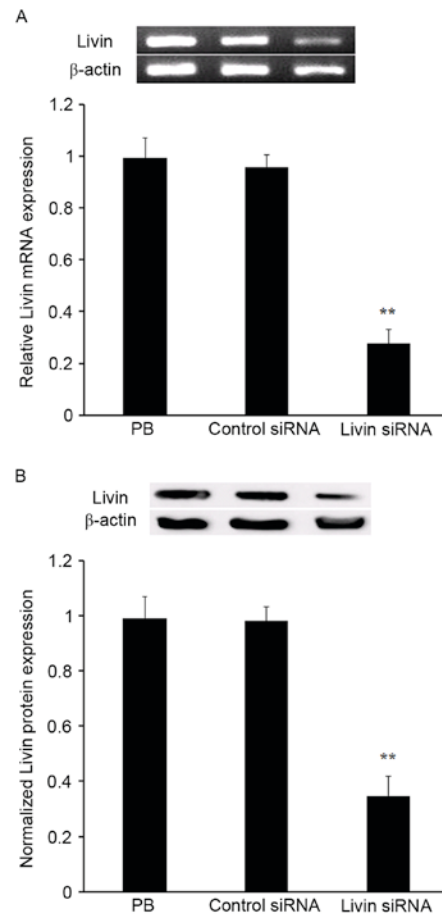 A
Livin
β-actin
1.2
1
0.8
0.6
0.4
0.2
0
Relative Livin mRNA expression
**
PB Control siRNA Livin siRNA
B
Livin
β-actin
1.2
1
0.8
0.6
0.4
0.2
0
Normalized Livin protein expression
**
PB Control siRNA Livin siRNA